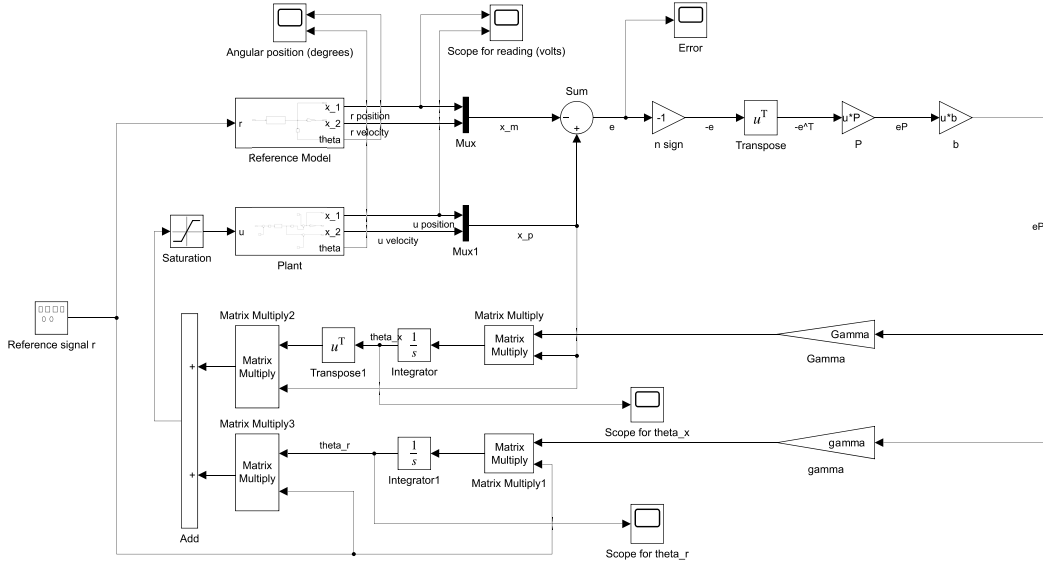 Angular position (degrees)
Scope for reading (volts)
Error
Sum
r
x_1
x_2
theta
r position
r velocity
Reference Model
Mux
x_m
−
+
e
-1
n sign
-e
u^T
Transpose
-e^T
u*P
P
eP
u*b
b
u
x_1
x_2
theta
u position
u velocity
Saturation
Plant
Mux1
x_p
eP
Reference signal r
Matrix Multiply2
Matrix
Multiply
u^T
Transpose1
theta_x
1
s
Integrator
Matrix Multiply
Matrix
Multiply
Gamma
Gamma
+
Scope for theta_x
Matrix Multiply3
Matrix
Multiply
theta_r
1
s
Integrator1
Matrix
Multiply
Matrix Multiply1
gamma
gamma
+
Add
Scope for theta_r